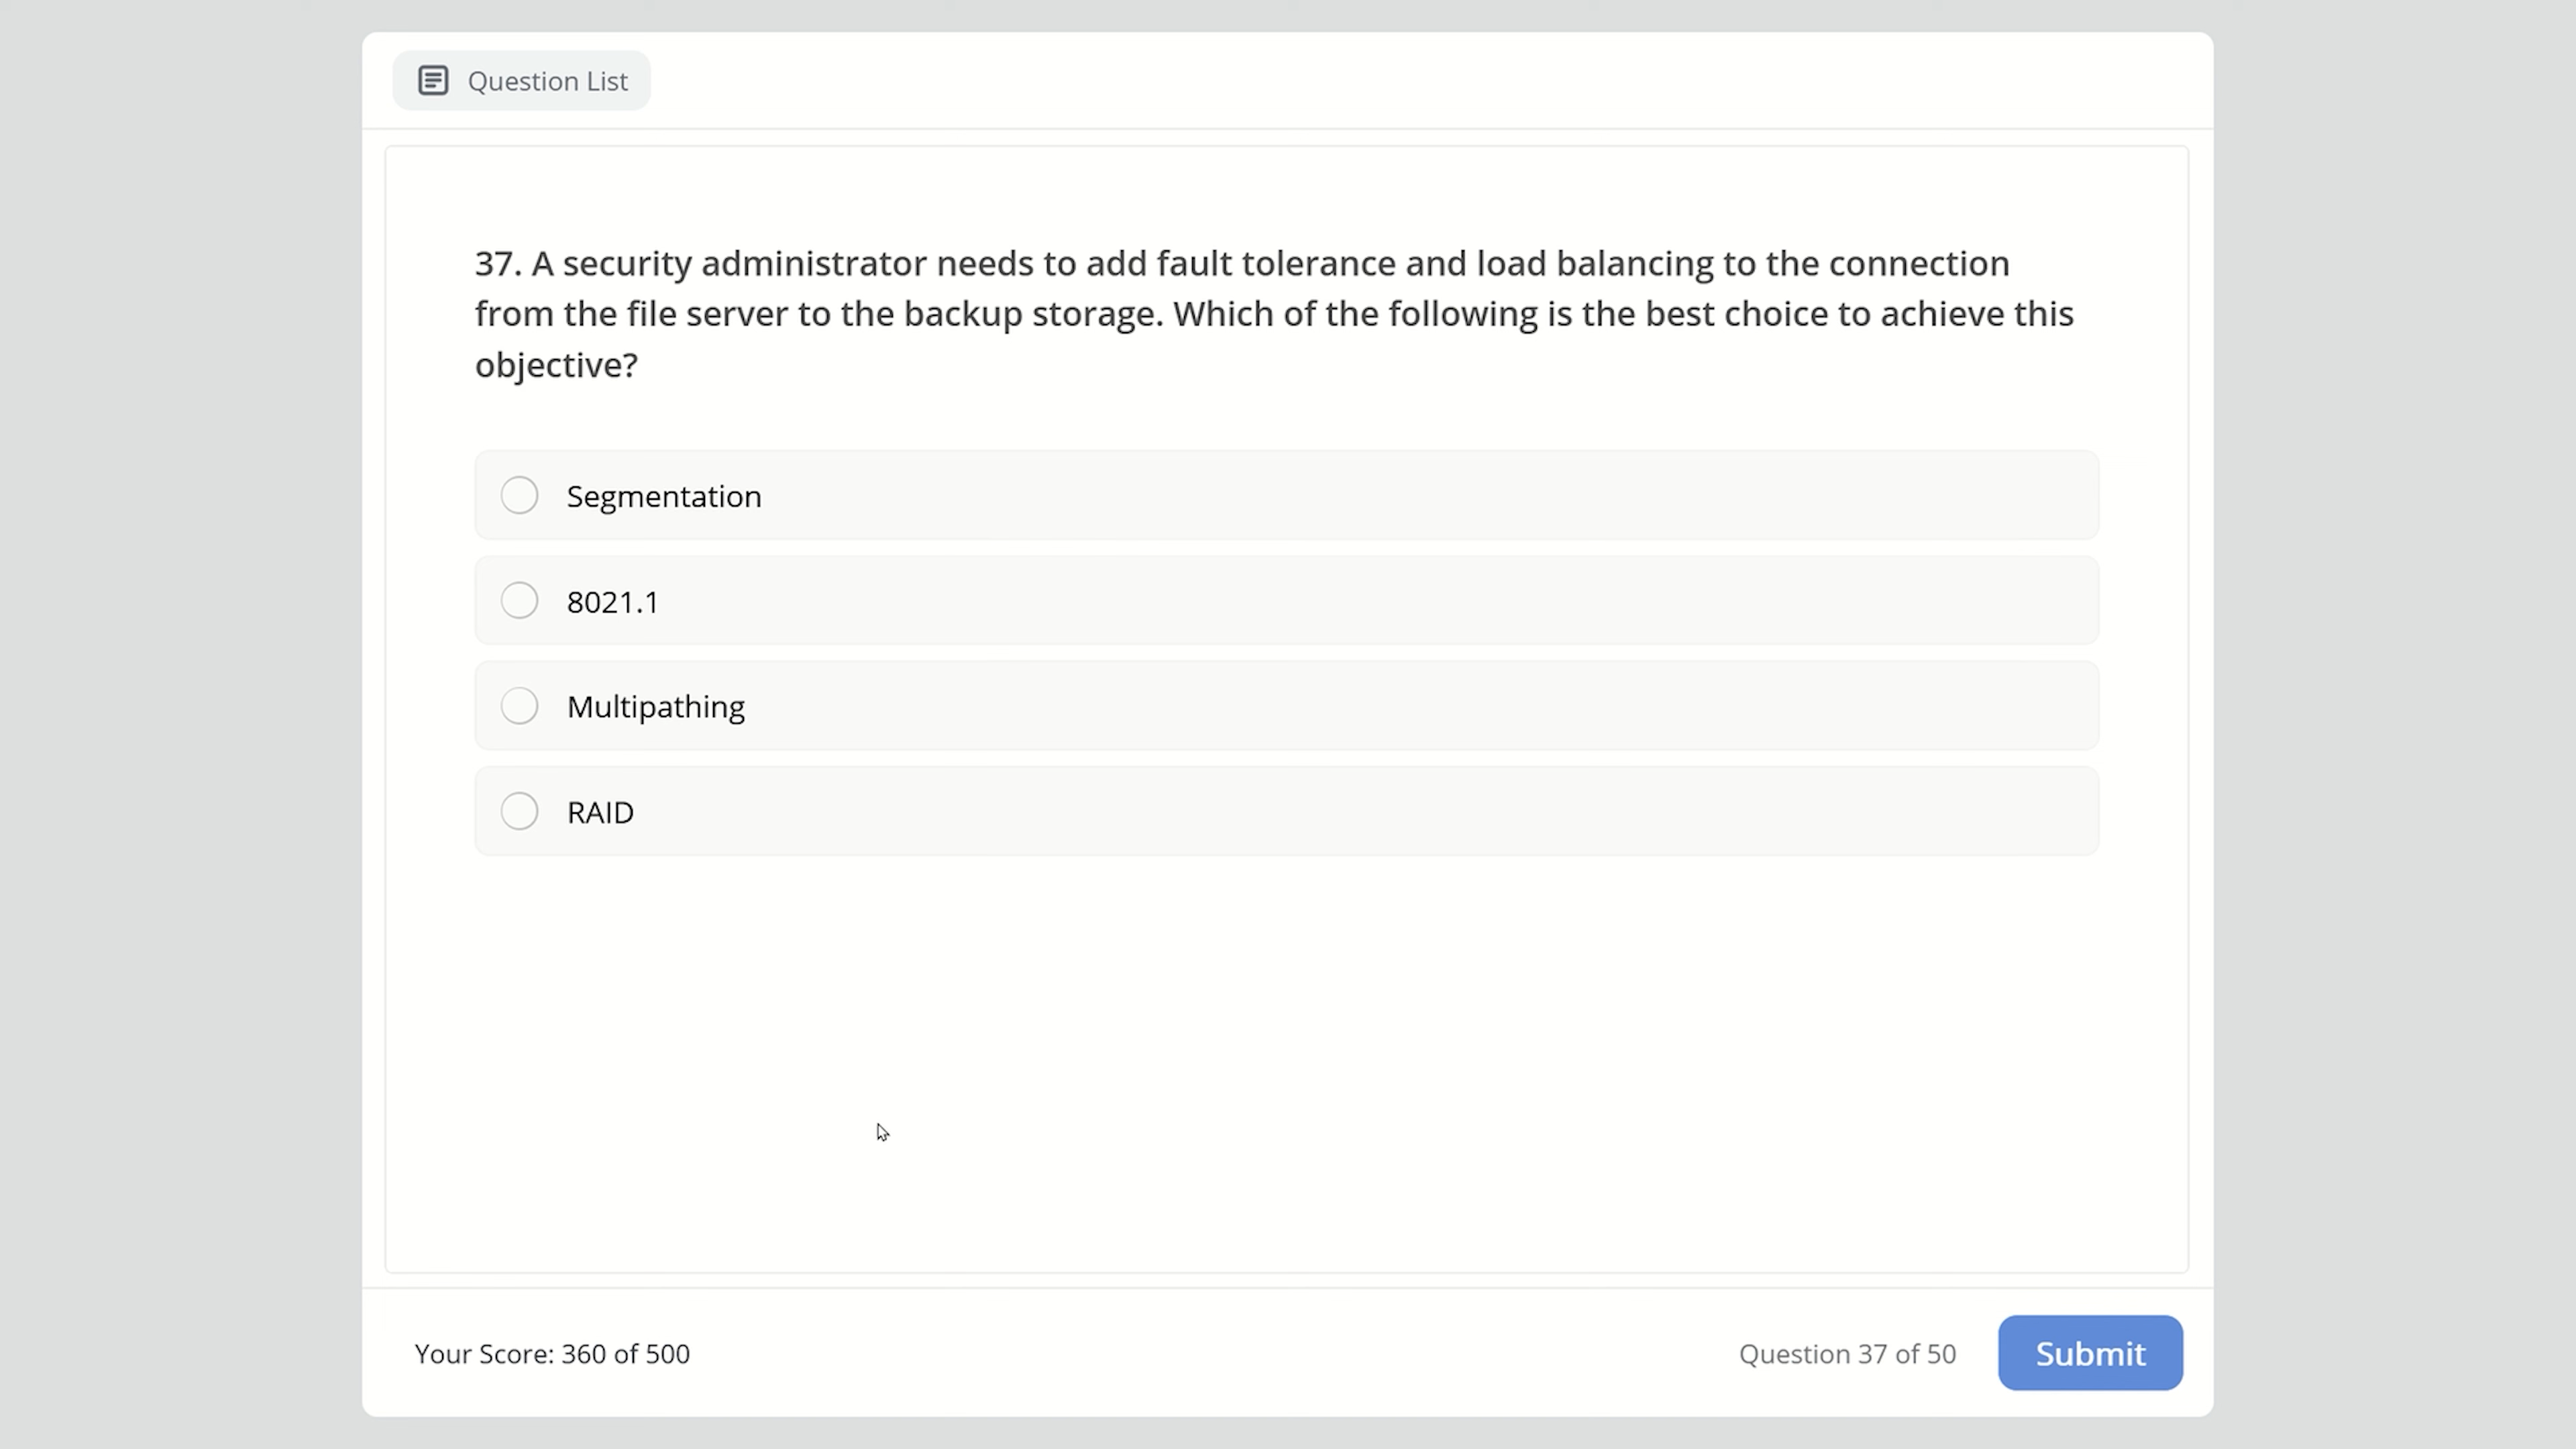 Question List
37. A security administrator needs to add fault tolerance and load balancing to the connection
from the file server to the backup storage. Which of the following is the best choice to achieve this
objective?
Segmentation
8021.1
Multipathing
RAID
Your Score: 360 of 500
Question 37 of 50
Submit